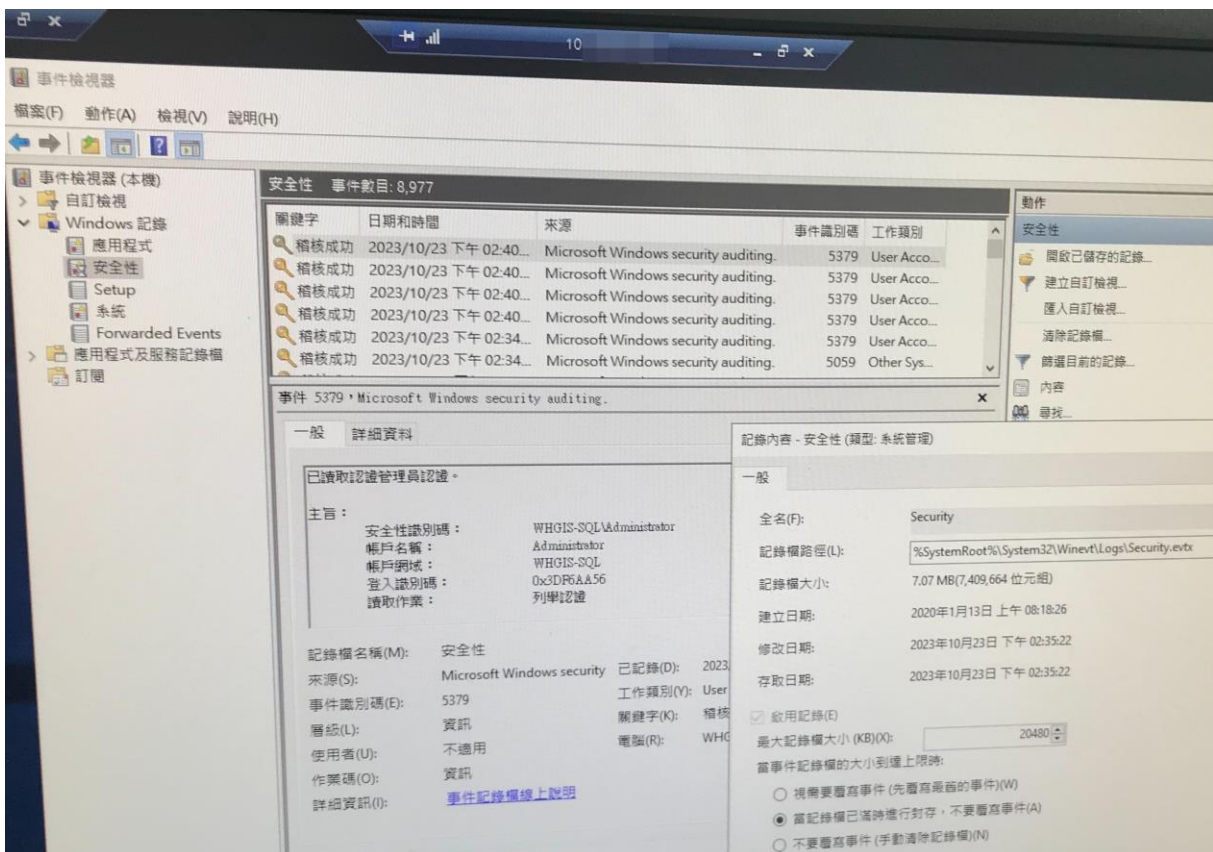 10
事件檢視器
檔案(F) 動作(A) 檢視(V) 說明(H)
事件檢視器 (本機)
自訂檢視
Windows 記錄
應用程式
安全性
Setup
系統
Forwarded Events
應用程式及服務記錄檔
訂閱
安全性 事件數目: 8,977
關鍵字 日期和時間 來源 事件識別碼 工作類別
稽核成功 2023/10/23 下午 02:40... Microsoft Windows security auditing. 5379 User Acco...
稽核成功 2023/10/23 下午 02:40... Microsoft Windows security auditing. 5379 User Acco...
稽核成功 2023/10/23 下午 02:40... Microsoft Windows security auditing. 5379 User Acco...
稽核成功 2023/10/23 下午 02:40... Microsoft Windows security auditing. 5379 User Acco...
稽核成功 2023/10/23 下午 02:34... Microsoft Windows security auditing. 5379 User Acco...
稽核成功 2023/10/23 下午 02:34... Microsoft Windows security auditing. 5059 Other Sys...
事件 5379，Microsoft Windows security auditing.
一般 詳細資料
已讀取認證管理員認證。
主旨：
安全性識別碼： WHGIS-SQL\Administrator
帳戶名稱： Administrator
帳戶網域： WHGIS-SQL
登入識別碼： 0x3DF6AA56
讀取作業： 列舉認證
記錄檔名稱(M): 安全性
來源(S): Microsoft Windows security 已記錄(D): 2023
事件識別碼(E): 5379 工作類別(Y): User
層級(L): 資訊 關鍵字(K): 稽核
使用者(U): 不適用 電腦(R): WHG
作業碼(O): 資訊
詳細資訊(I): 事件記錄檔線上說明
動作
安全性
開啟已儲存的記錄...
建立自訂檢視...
匯入自訂檢視...
清除記錄檔...
篩選目前的記錄...
內容
尋找...
記錄內容 - 安全性 (類型: 系統管理)
一般
全名(F): Security
記錄檔路徑(L): %SystemRoot%\System32\Winevt\Logs\Security.evtx
記錄檔大小: 7.07 MB(7,409,664 位元組)
建立日期: 2020年1月13日 上午 08:18:26
修改日期: 2023年10月23日 下午 02:35:22
存取日期: 2023年10月23日 下午 02:35:22
啟用記錄(E)
最大記錄檔大小 (KB)(X): 20480
當事件記錄檔的大小到達上限時:
視需要覆寫事件 (先覆寫最舊的事件)(W)
當記錄檔已滿時進行封存，不要覆寫事件(A)
不要覆寫事件 (手動清除記錄檔)(N)